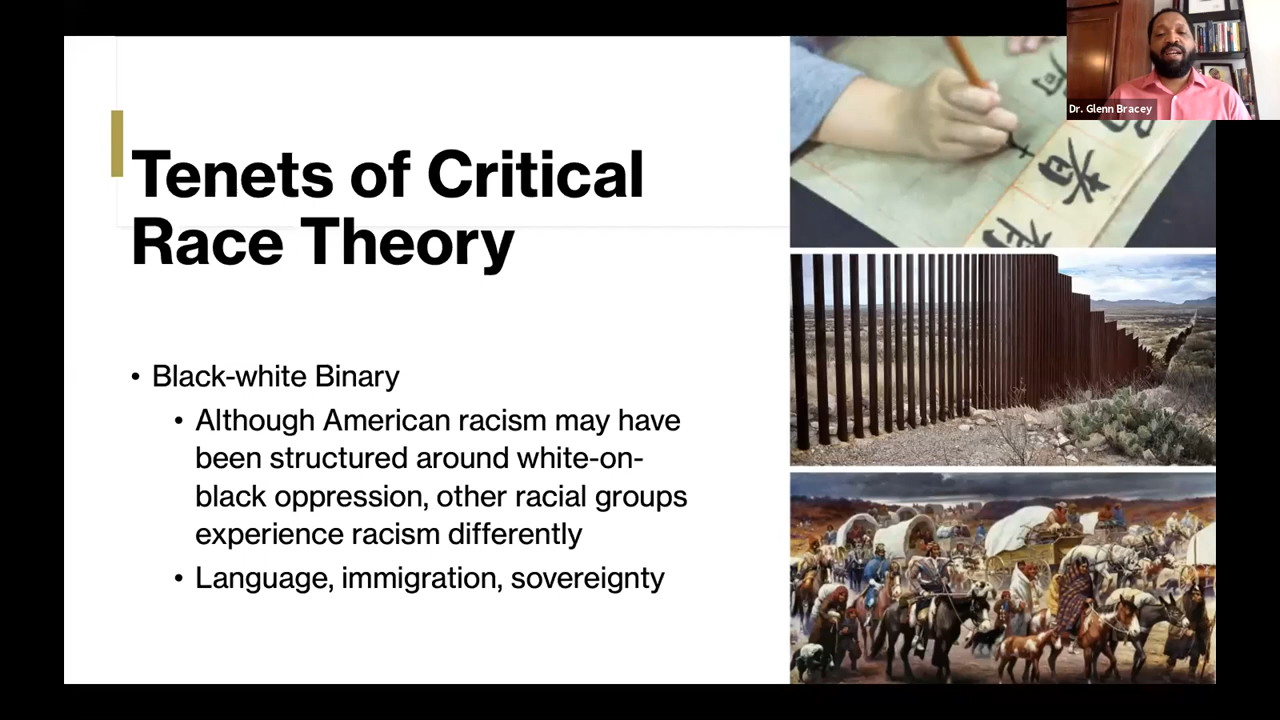 Dr. Glenn Bracey
Tenets of Critical
Race Theory
• Black-white Binary
• Although American racism may have
been structured around white-on-
black oppression, other racial groups
experience racism differently
• Language, immigration, sovereignty